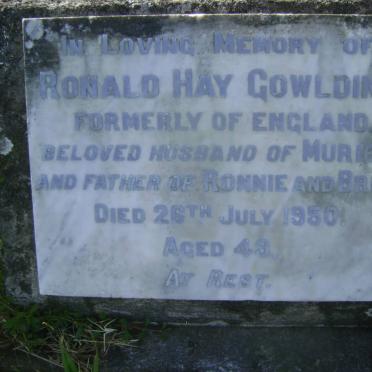 In Loving Memory Of
Ronald Hay Gowldin
formerly of England
beloved husband of Muri
and father of Ronnie and Br
Died 26th July 1950
Aged 43.
At Rest.